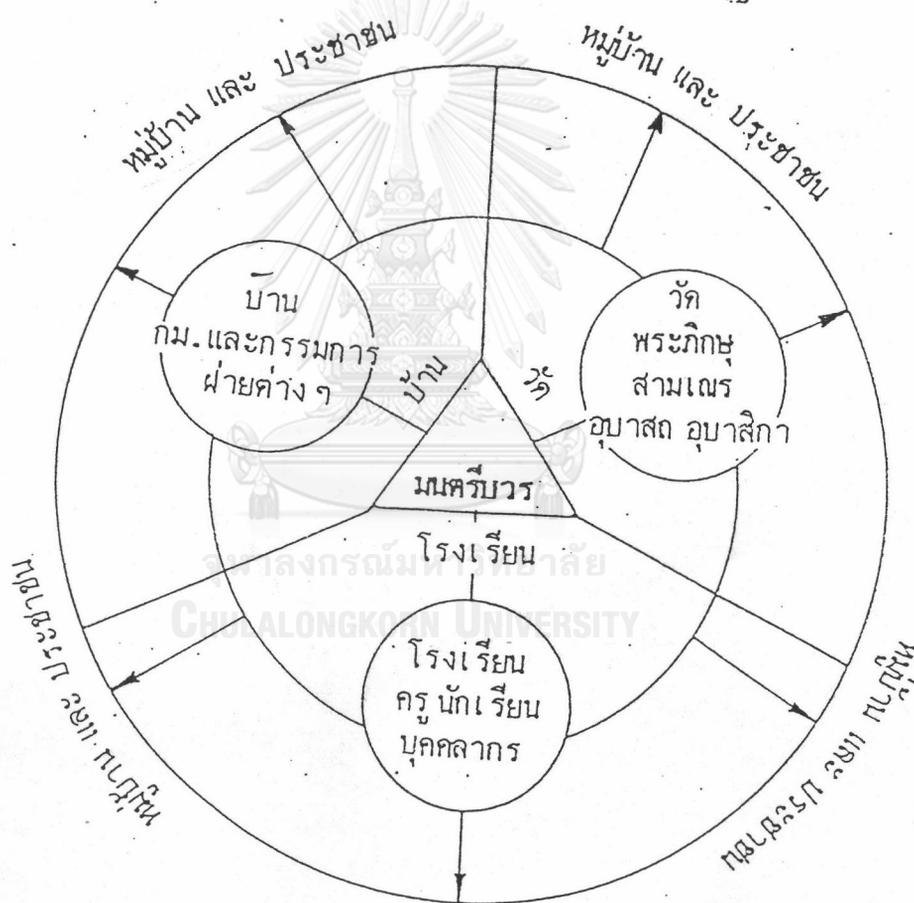 หมู่บ้าน และ ประชาชน
หมู่บ้าน และ ประชาชน
บ้าน
กม.และกรรมการ
ฝ่ายต่าง ๆ
บ้าน
วัด
วัด
พระภิกษุ
สามเณร
อุบาสถ อุบาสิกา
มนตรีบวร
โรงเรียน
จุฬาลงกรณ์มหาวิทยาลัย
CHULALONGKORN UNIVERSITY
โรงเรียน
ครู นักเรียน
บุคคลากร
หมู่บ้าน และ ประชาชน
หมู่บ้าน และ ประชาชน